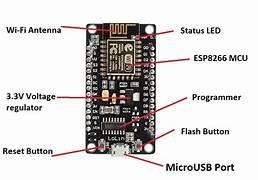 Wi-Fi Antenna
Status LED
ESP8266 MCU
3.3V Voltage
regulator
Programmer
Flash Button
Reset Button
MicroUSB Port